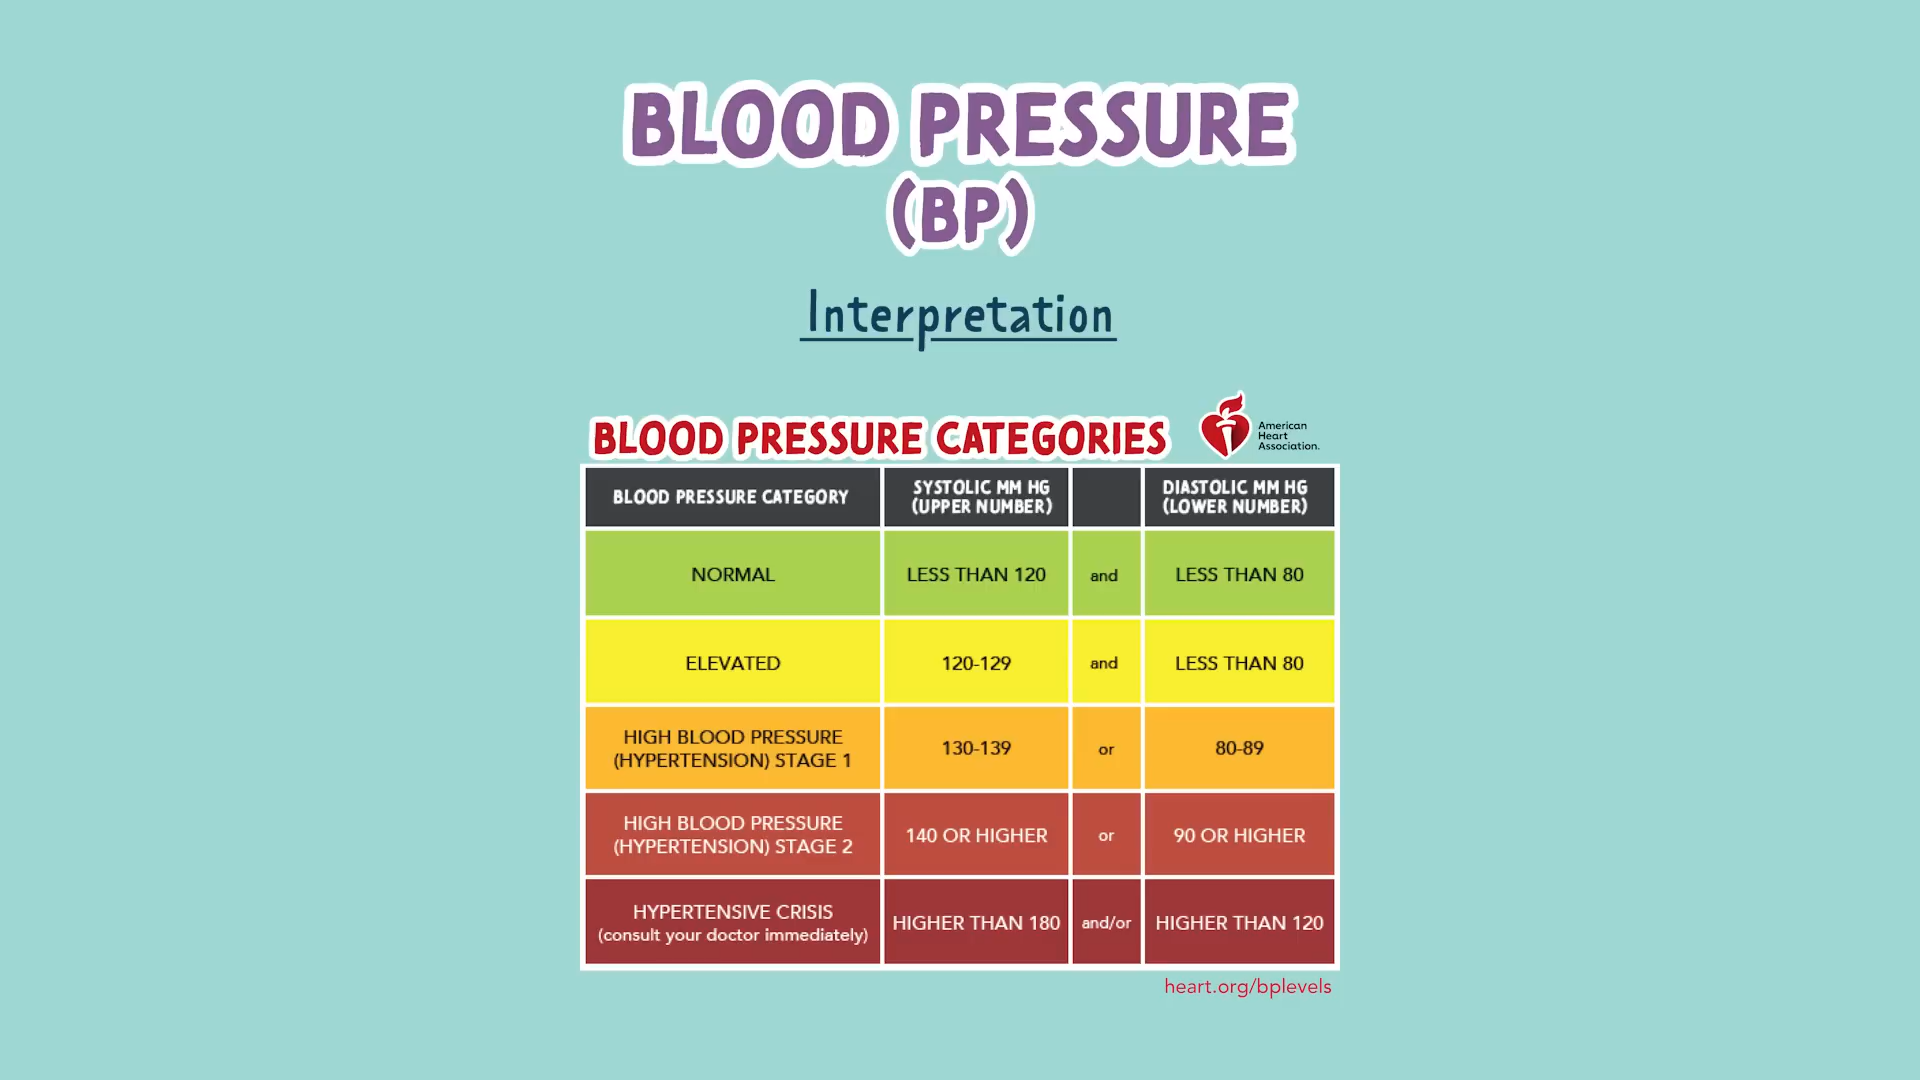 BLOOD PRESSURE
(BP)
Interpretation
BLOOD PRESSURE CATEGORIES
American
Heart
Association.
BLOOD PRESSURE CATEGORY
SYSTOLIC MM HG
(UPPER NUMBER)
DIASTOLIC MM HG
(LOWER NUMBER)
NORMAL
LESS THAN 120
and
LESS THAN 80
ELEVATED
120-129
and
LESS THAN 80
HIGH BLOOD PRESSURE
(HYPERTENSION) STAGE 1
130-139
or
80-89
HIGH BLOOD PRESSURE
(HYPERTENSION) STAGE 2
140 OR HIGHER
or
90 OR HIGHER
HYPERTENSIVE CRISIS
(consult your doctor immediately)
HIGHER THAN 180
and/or
HIGHER THAN 120
heart.org/bplevels